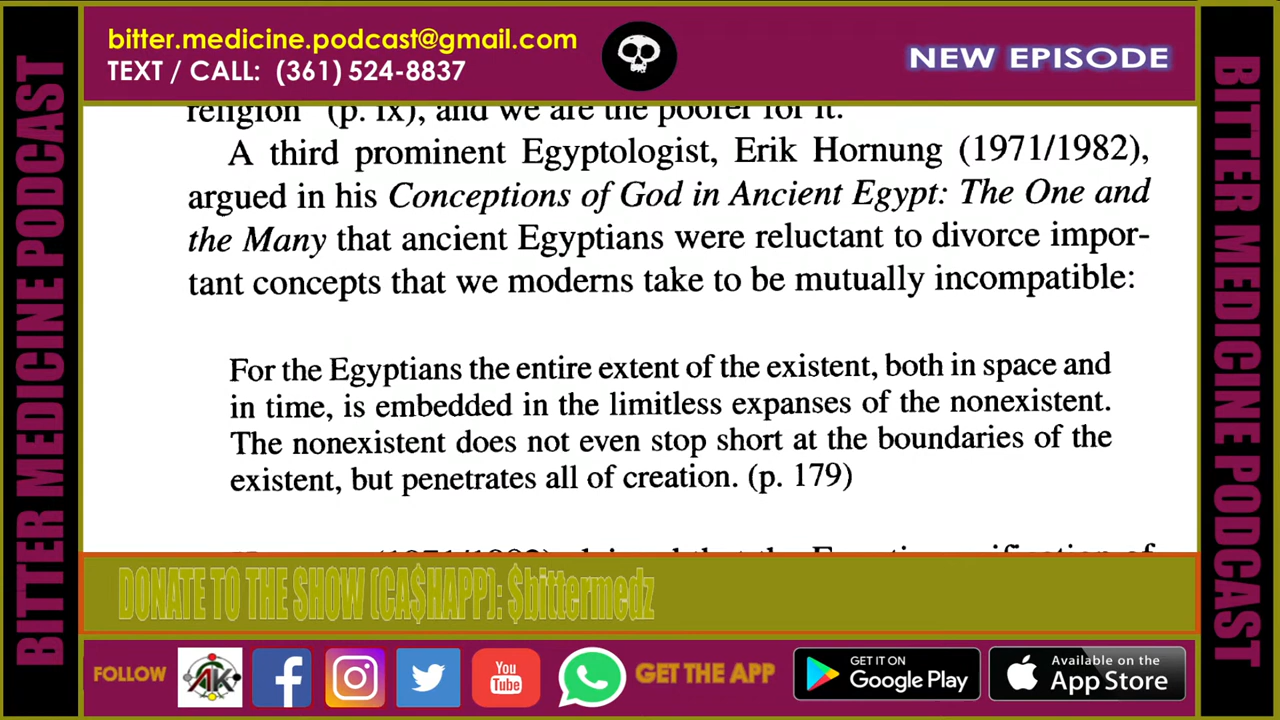 bitter.medicine.podcast@gmail.com
TEXT / CALL: (361) 524-8837
NEW EPISODE
BITTER MEDICINE PODCAST
religion" (p. ix), and we are the poorer for it.
A third prominent Egyptologist, Erik Hornung (1971/1982),
argued in his Conceptions of God in Ancient Egypt: The One and
the Many that ancient Egyptians were reluctant to divorce impor-
tant concepts that we moderns take to be mutually incompatible:
For the Egyptians the entire extent of the existent, both in space and
in time, is embedded in the limitless expanses of the nonexistent.
The nonexistent does not even stop short at the boundaries of the
existent, but penetrates all of creation. (p. 179)
(1971/1982) that the
BITTER MEDICINE PODCAST
DONATE TO THE SHOW (CA$HAPP): $bittermedz
FOLLOW
You
Tube
GET THE APP
GET IT ON
Google Play
Available on the
App Store